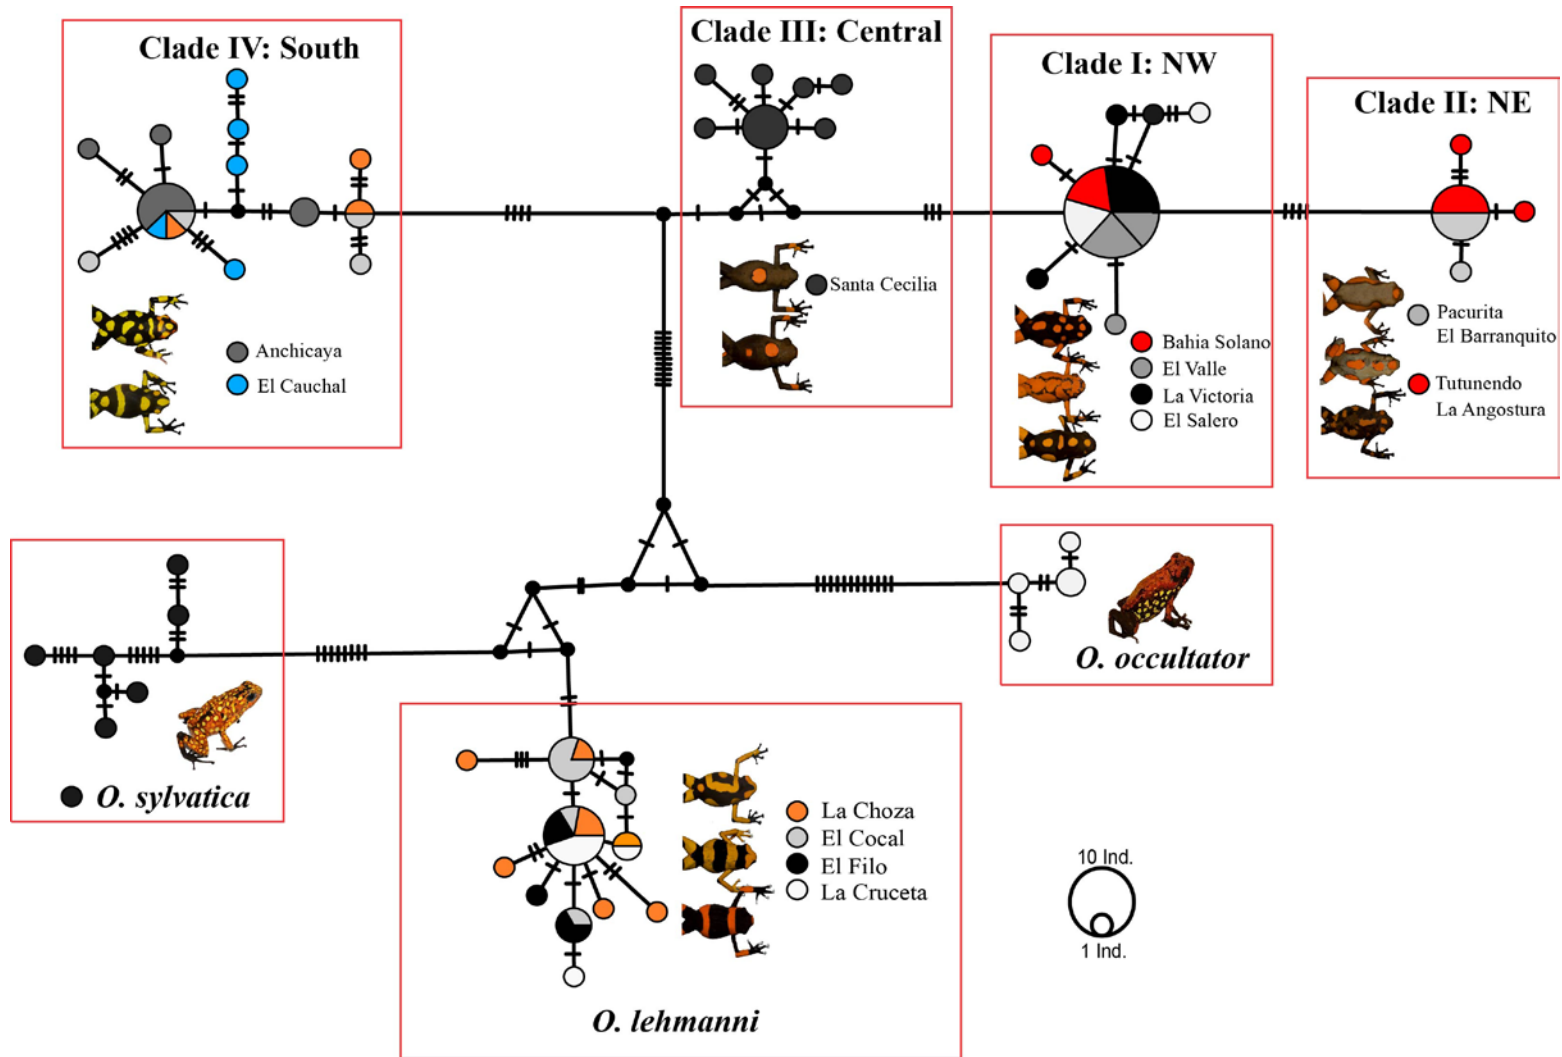 Clade IV: South
Clade III: Central
Clade I: NW
Clade II: NE
Anchicaya
El Cauchal
Santa Cecilia
Bahia Solano
El Valle
La Victoria
El Salero
Pacurita
El Barranquito
Tutunendo
La Angostura
O. sylvatica
O. occultator
La Choza
El Cocal
El Filo
La Cruceta
O. lehmanni
10 Ind.
1 Ind.